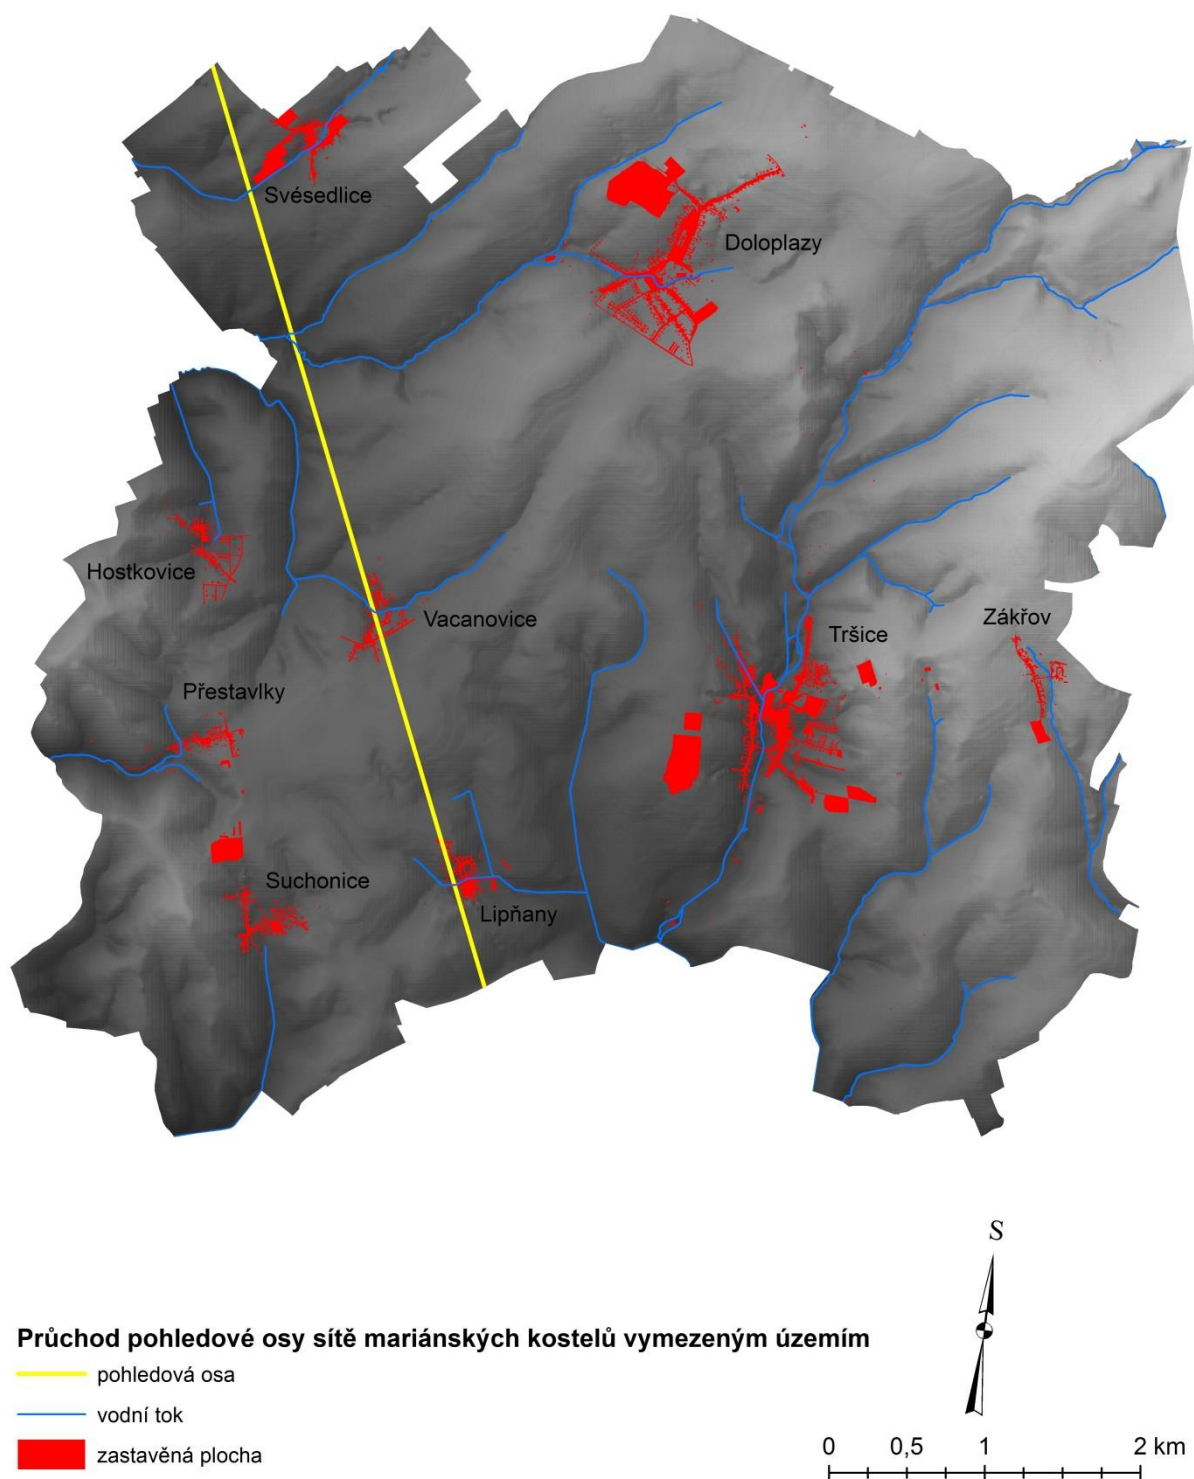 Svésedlice
Doloplazy
Hostkovice
Vacanovice
Tršice
Zákřov
Přestavlky
Suchonice
Lipňany
S
Průchod pohledové osy sítě mariánských kostelů vymezeným územím
pohledová osa
vodní tok
zastavěná plocha
0 0,5 1 2 km